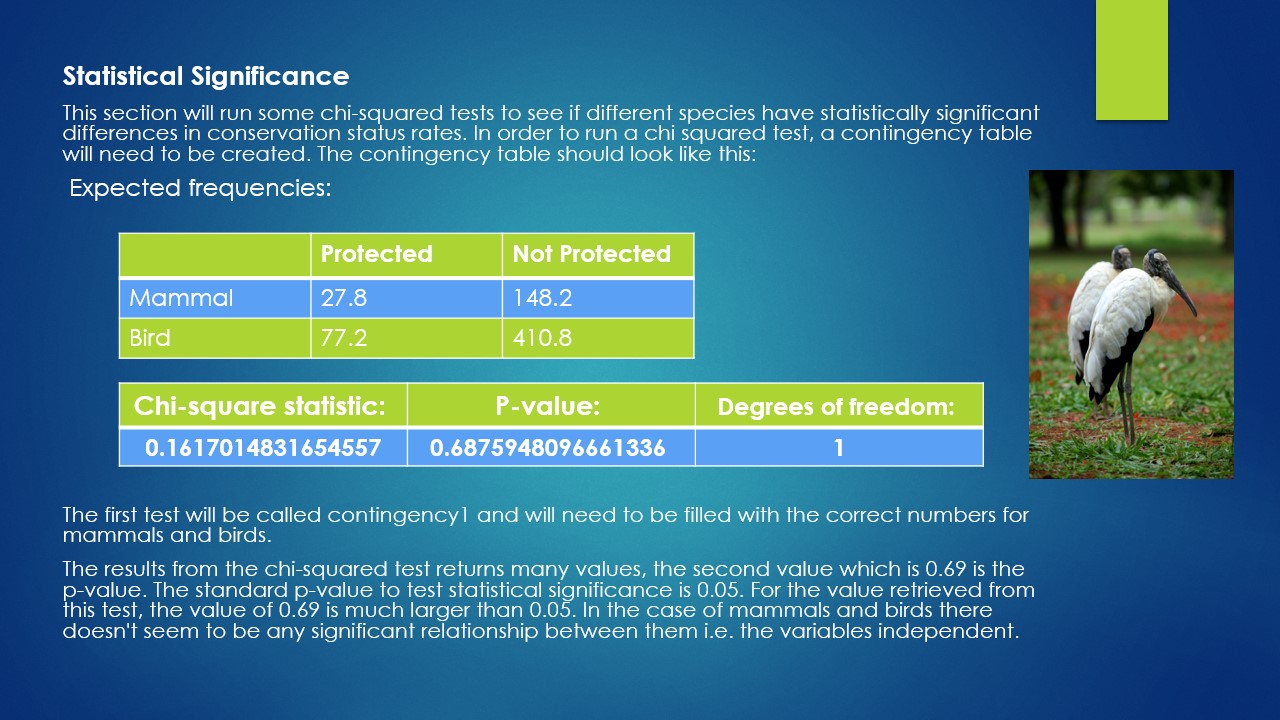 Statistical Significance
This section will run some chi-squared tests to see if different species have statistically significant
differences in conservation status rates. In order to run a chi squared test, a contingency table
will need to be created. The contingency table should look like this:
Expected frequencies:
Protected Not Protected
Mammal 27.8 148.2
Bird 77.2 410.8
Chi-square statistic: P-value: Degrees of freedom:
0.1617014831654557 0.6875948096661336 1
The first test will be called contingency1 and will need to be filled with the correct numbers for
mammals and birds.
The results from the chi-squared test returns many values, the second value which is 0.69 is the
p-value. The standard p-value to test statistical significance is 0.05. For the value retrieved from
this test, the value of 0.69 is much larger than 0.05. In the case of mammals and birds there
doesn't seem to be any significant relationship between them i.e. the variables independent.